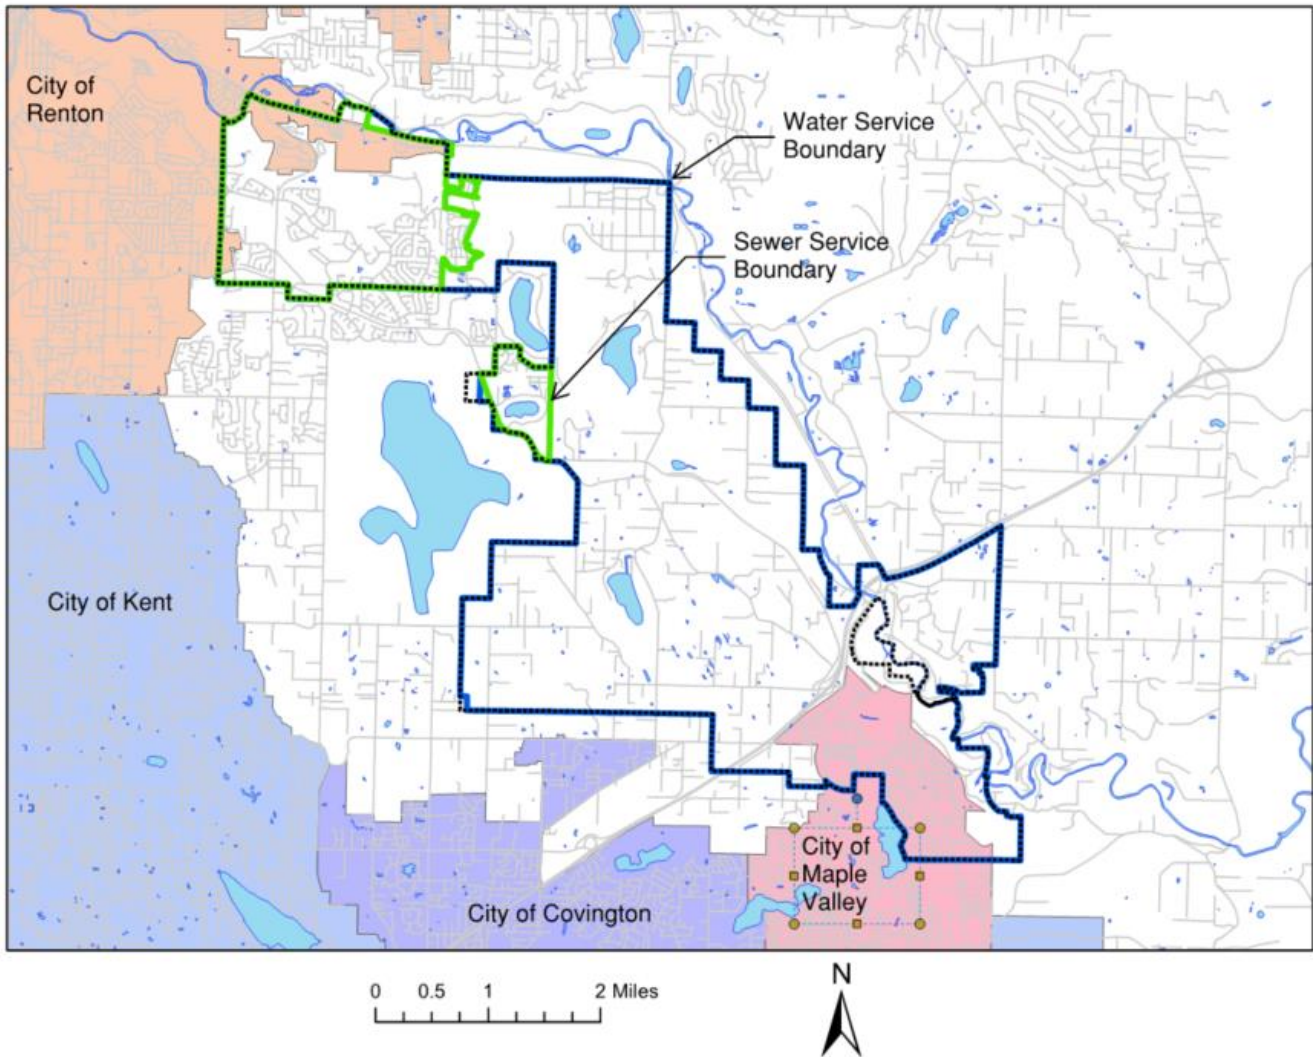 City of
Renton
Water Service
Boundary
Sewer Service
Boundary
City of Kent
City of
Maple
Valley
City of Covington
0 0.5 1 2 Miles
N